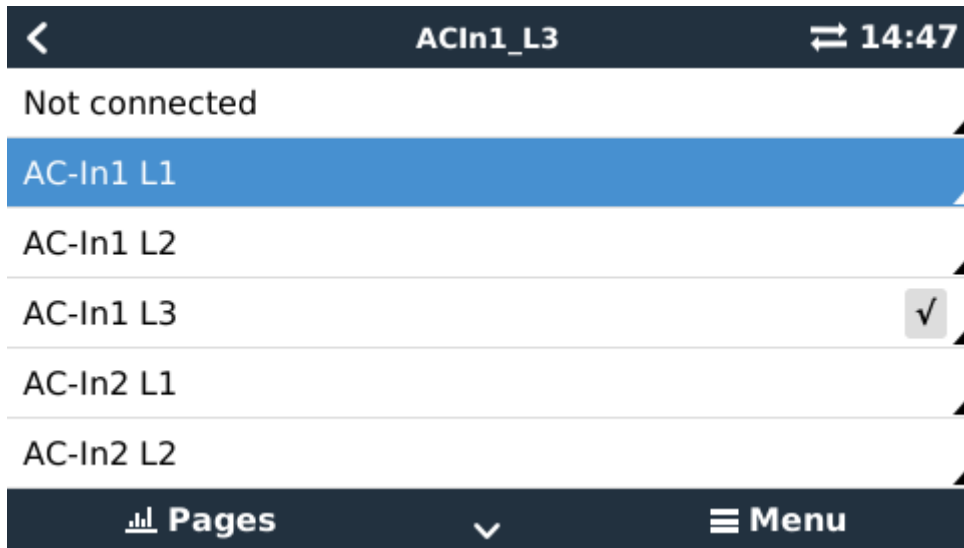 ACIn1_L3 14:47
Not connected
AC-In1 L1
AC-In1 L2
AC-In1 L3 √
AC-In2 L1
AC-In2 L2
Pages Menu